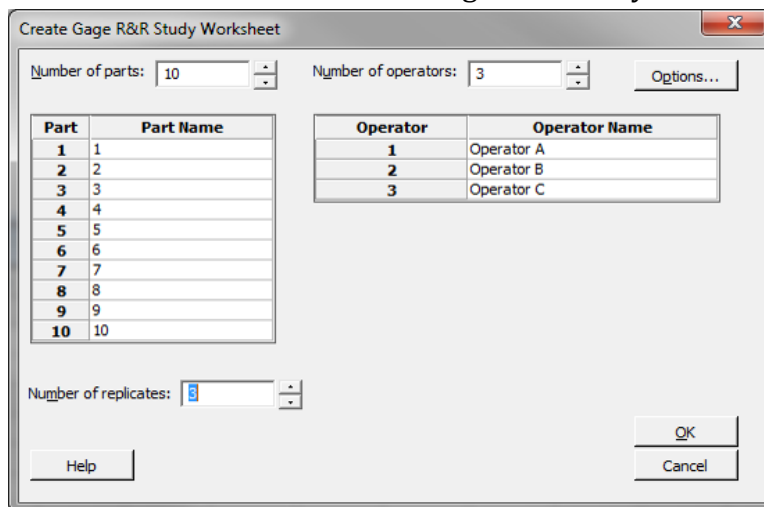 Create Gage R&R Study Worksheet
X
Number of parts: 10
Number of operators: 3
Options...
Part Part Name
1 1
2 2
3 3
4 4
5 5
6 6
7 7
8 8
9 9
10 10
Operator Operator Name
1 Operator A
2 Operator B
3 Operator C
Number of replicates: 3
OK
Help
Cancel